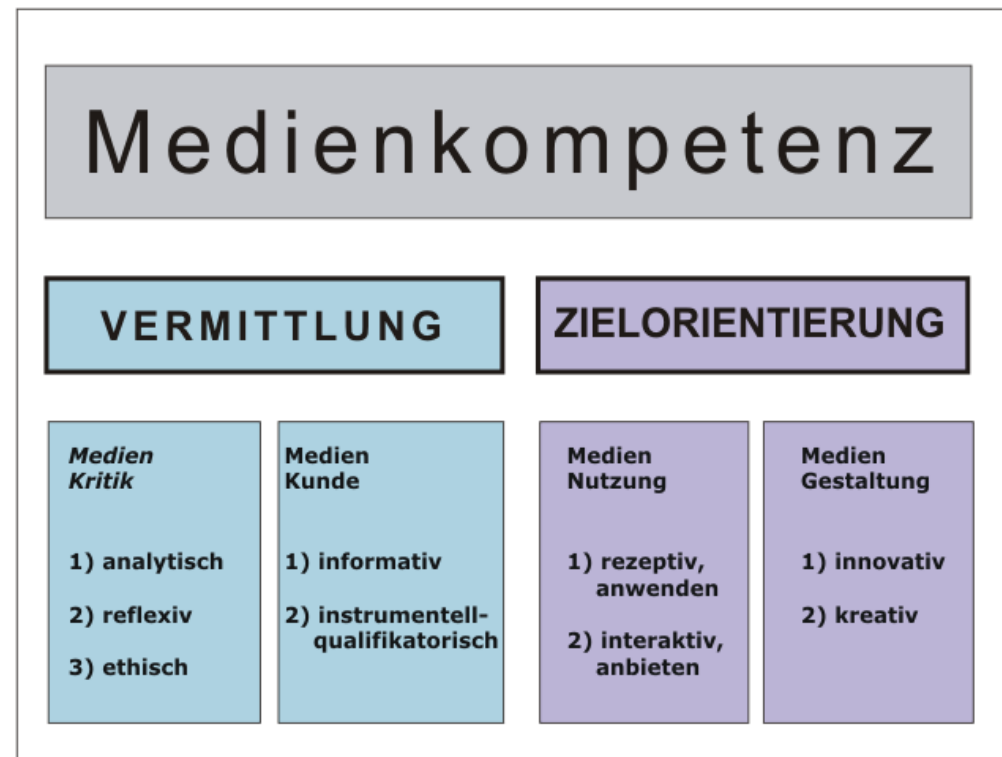 Medienkompetenz
VERMITTLUNG
ZIELORIENTIERUNG
Medien
Kritik
1) analytisch
2) reflexiv
3) ethisch
Medien
Kunde
1) informativ
2) instrumentell-
qualifikatorisch
Medien
Nutzung
1) rezeptiv,
anwenden
2) interaktiv,
anbieten
Medien
Gestaltung
1) innovativ
2) kreativ